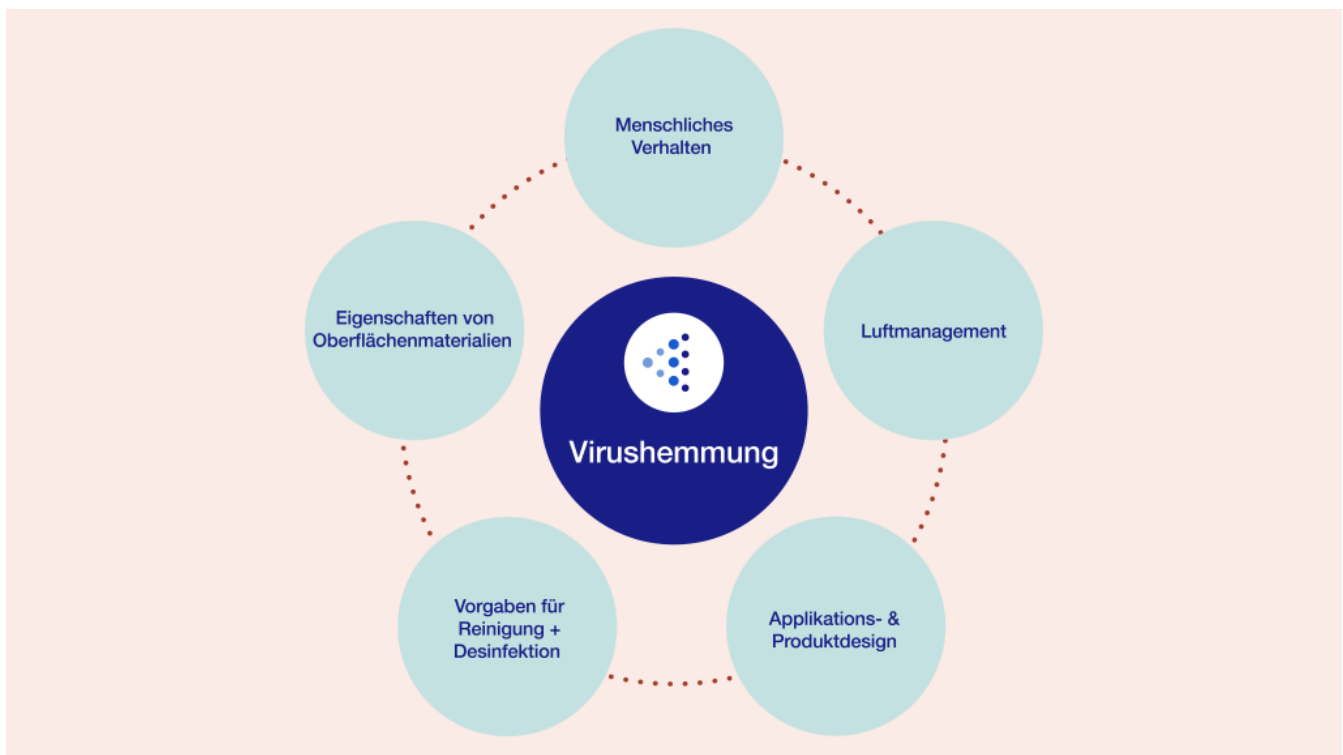 Menschliches
Verhalten
Eigenschaften von
Oberflächenmaterialien
Luftmanagement
Virushemmung
Vorgaben für
Reinigung +
Desinfektion
Applikations- &
Produktdesign